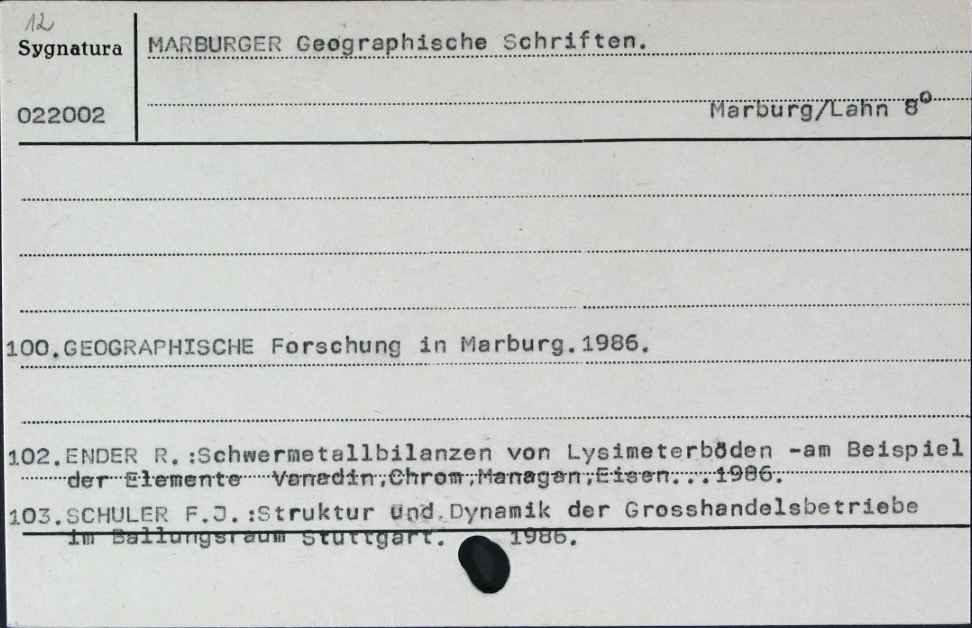 12
Sygnatura
MARBURGER Geographische Schriften.
022002
Marburg/Lahn 8°
100.GEOGRAPHISCHE Forschung in Marburg.1986.
102.ENDER R.:Schwermetallbilanzen von Lysimeterböden -am Beispiel
der Elemente Vanadin,Chrom,Managan,Eisen...1986.
103.SCHULER F.J.:Struktur und Dynamik der Grosshandelsbetriebe
im Ballungsraum Stuttgart. 1986.